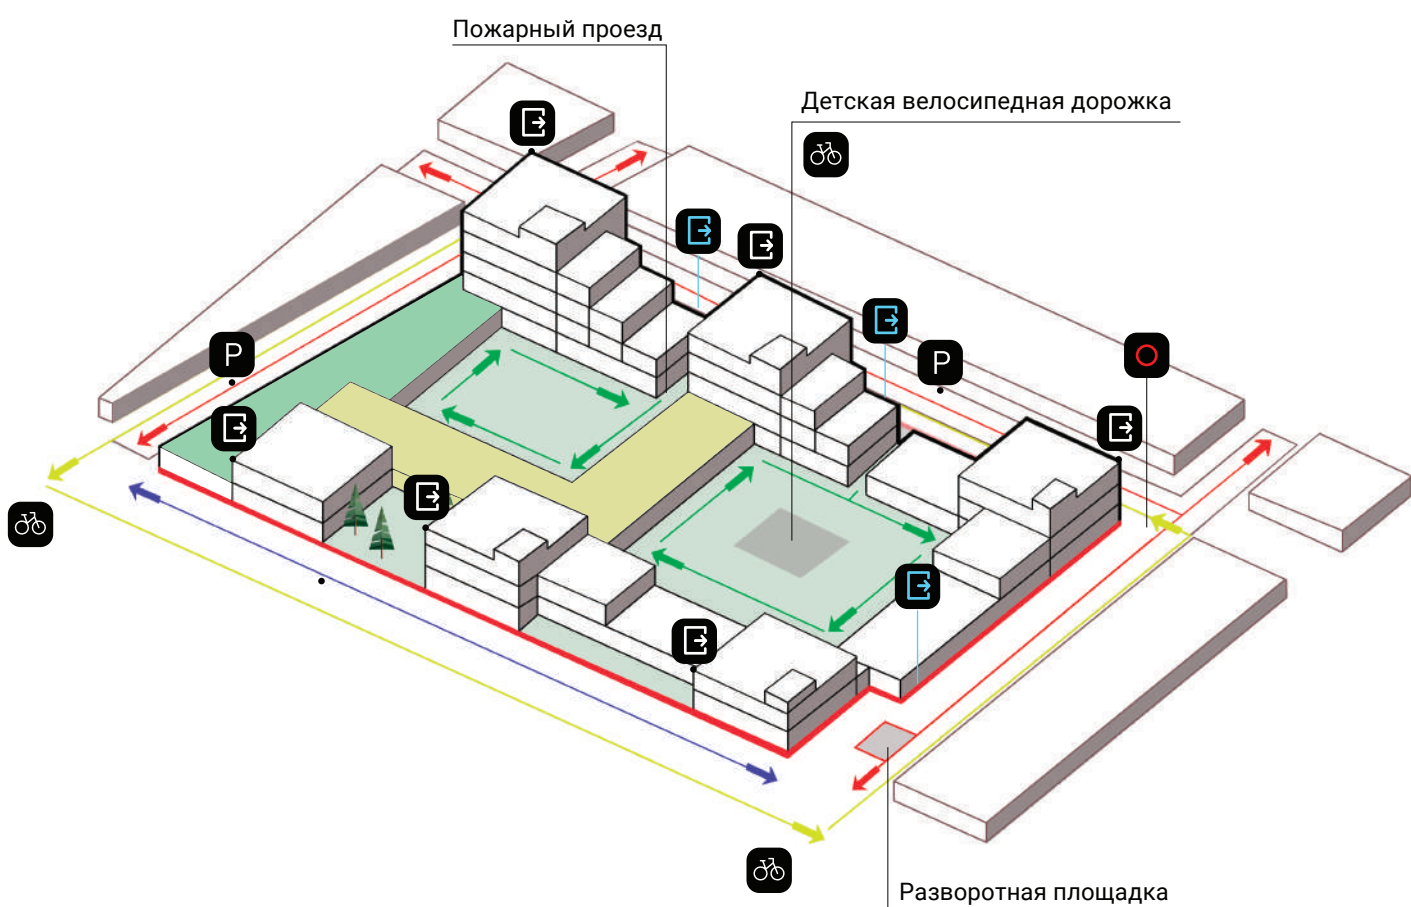 Пожарный проезд
Детская велосипедная дорожка
P
P
Разворотная площадка